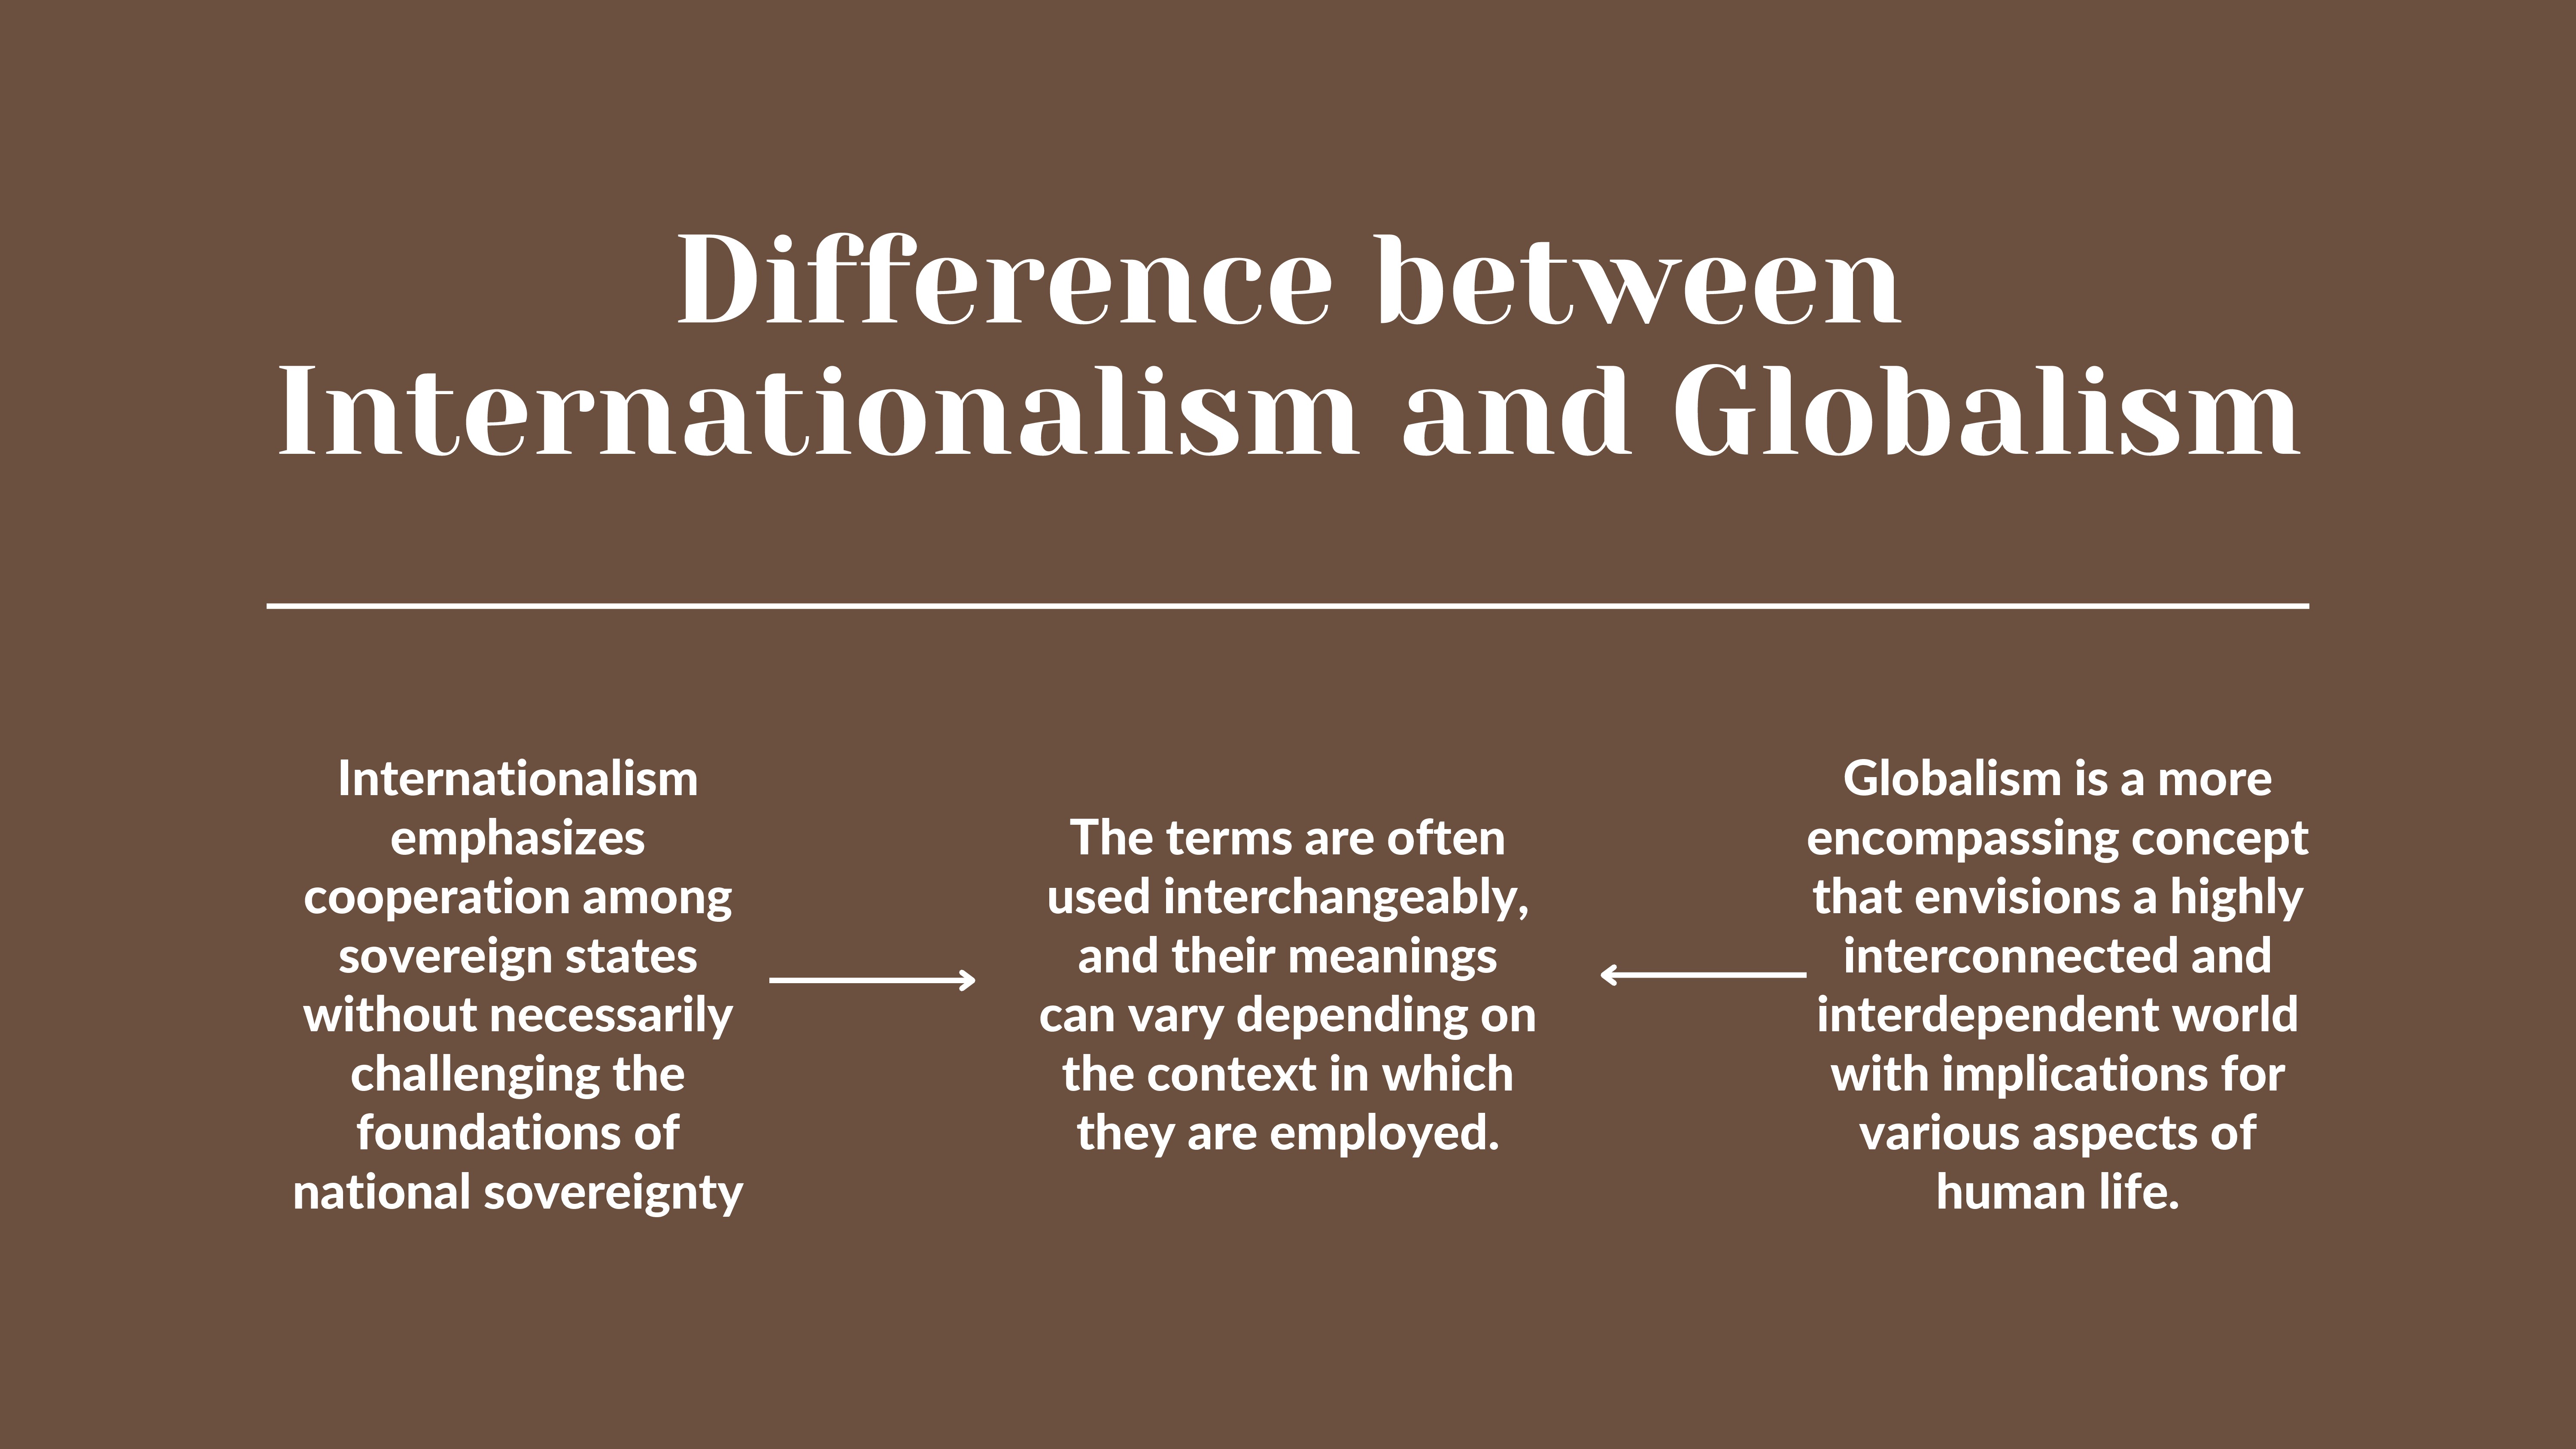 Difference between
Internationalism and Globalism
Internationalism
emphasizes
cooperation among
sovereign states
without necessarily
challenging the
foundations of
national sovereignty
The terms are often
used interchangeably,
and their meanings
can vary depending on
the context in which
they are employed.
Globalism is a more
encompassing concept
that envisions a highly
interconnected and
interdependent world
with implications for
various aspects of
human life.